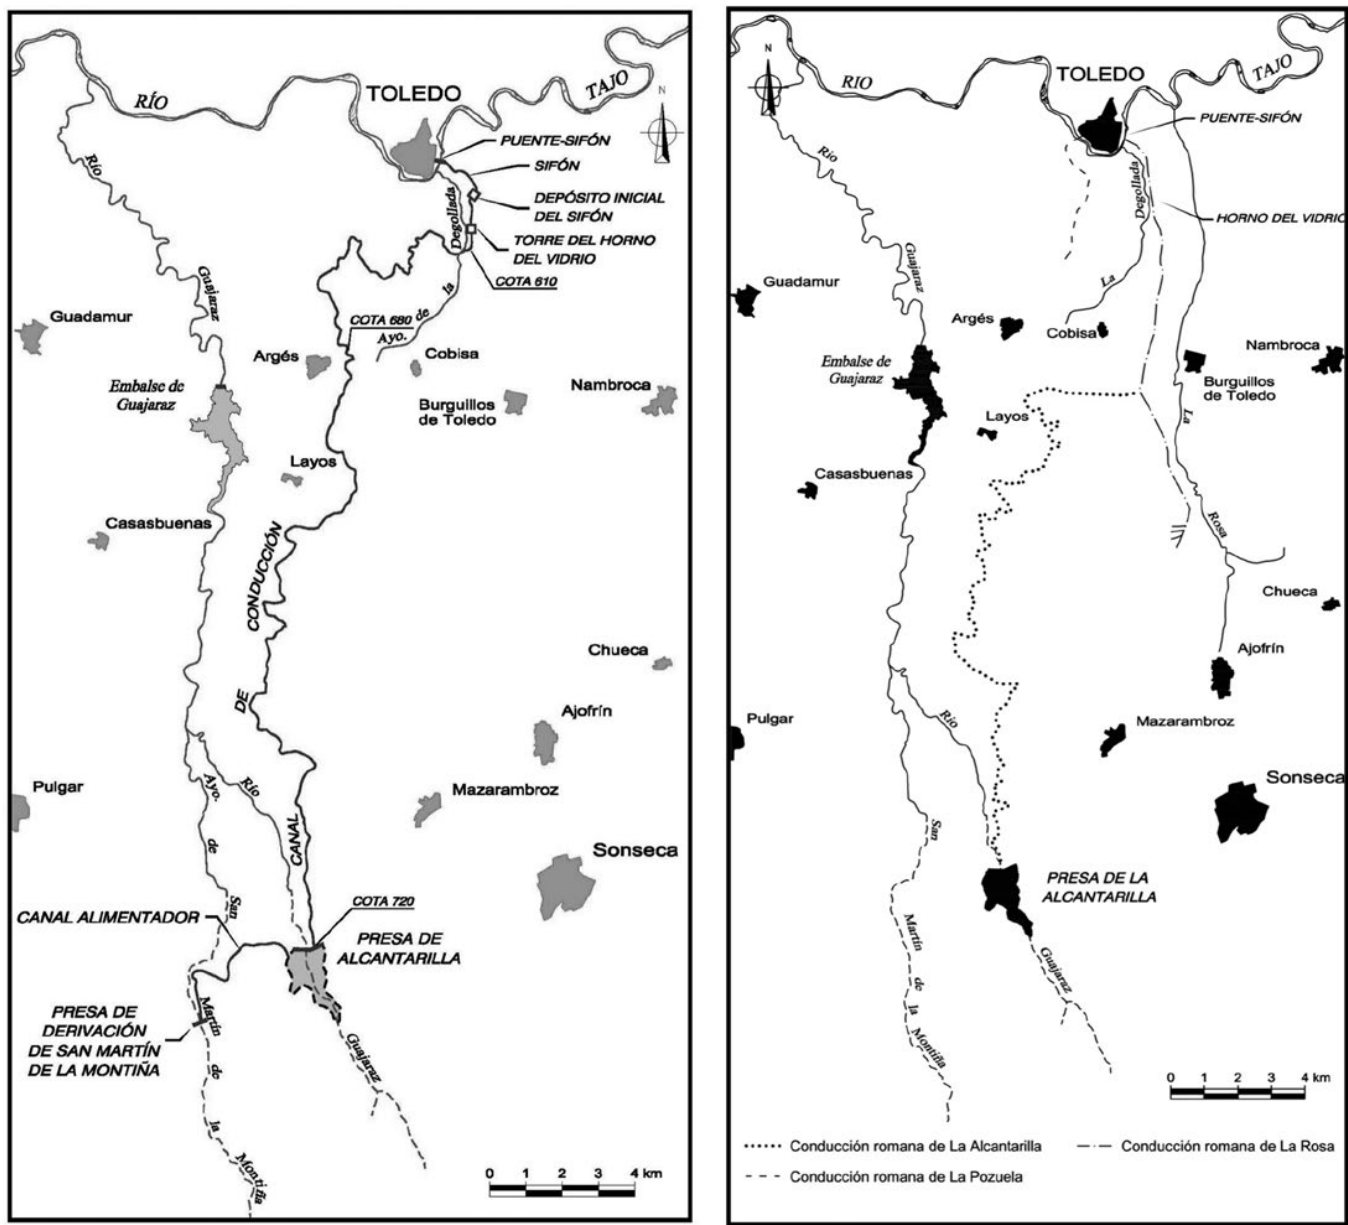 TOLEDO
RÍO
TAJO
N
PUENTE-SIFÓN
SIFÓN
Río
DEPÓSITO INICIAL
DEL SIFÓN
Degollada
TORRE DEL HORNO
DEL VIDRIO
COTA 610
Guajaraz
la
de
Ayo.
Guadamur
COTA 680
Argés
Cobisa
Embalse de
Guajaraz
Nambroca
Burguillos
de Toledo
Layos
Casasbuenas
CONDUCCIÓN
DE
CANAL
Chueca
Ajofrín
Pulgar
Ayo.
Río
de
Mazarambroz
Sonseca
San
CANAL ALIMENTADOR
COTA 720
PRESA DE
ALCANTARILLA
PRESA DE
DERIVACIÓN
DE SAN MARTÍN
DE LA MONTIÑA
Martín
de
la
Montiña
Guajaraz
0 1 2 3 4 km
N
TOLEDO
RIO
TAJO
PUENTE-SIFÓN
Río
Degollada
HORNO DEL VIDRIO
Guajaraz
La
Guadamur
Argés
Cobisa
Nambroca
Embalse de
Guajaraz
Burguillos
de Toledo
La
Layos
Casasbuenas
Rosa
Chueca
Ajofrín
Río
Pulgar
Mazarambroz
Sonseca
San
PRESA DE LA
ALCANTARILLA
Martín
de
la
Montiña
Guajaraz
0 1 2 3 4 km
Conducción romana de La Alcantarilla
Conducción romana de La Rosa
Conducción romana de La Pozuela